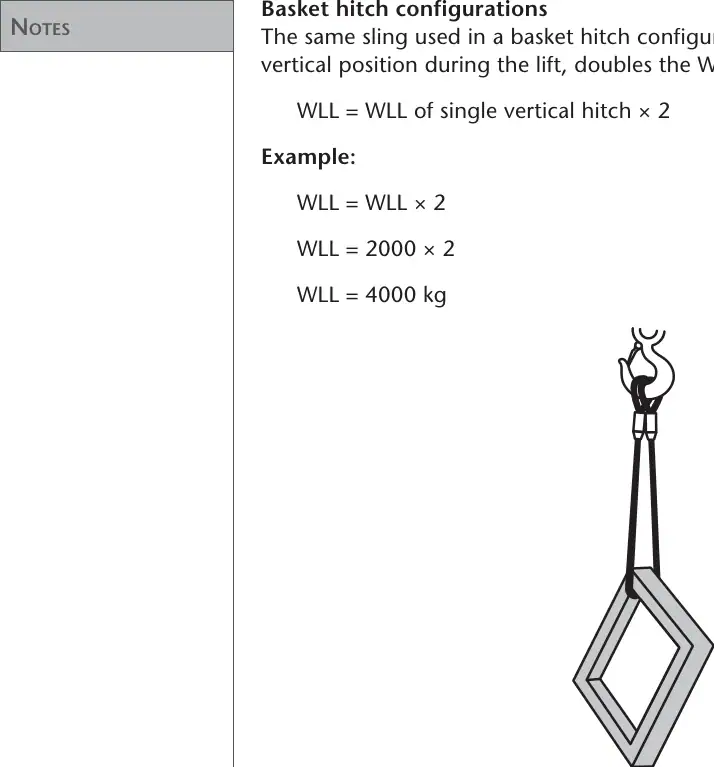 NOTES
Basket hitch configurations
The same sling used in a basket hitch
vertical position during the lift, doubles the
WLL = WLL of single vertical hitch × 2
Example:
WLL = WLL × 2
WLL = 2000 × 2
WLL = 4000 kg